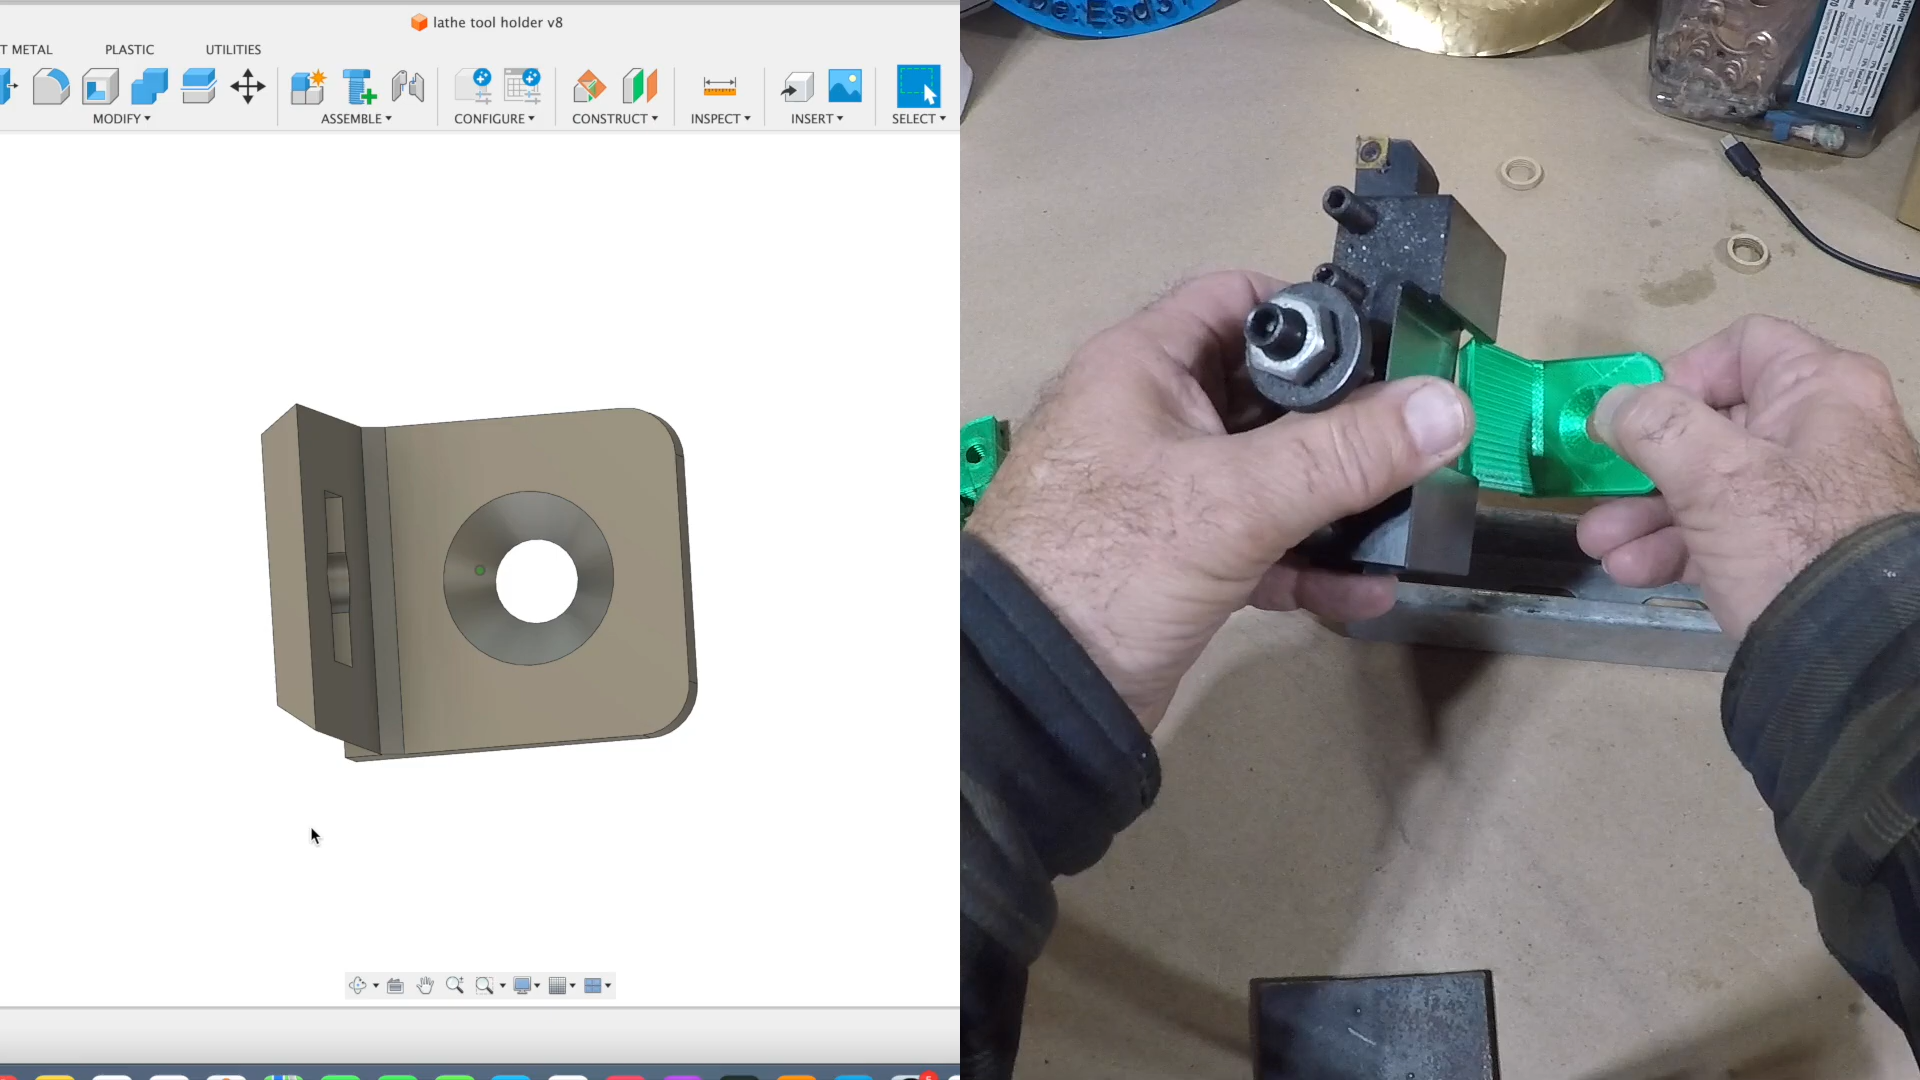 lathe tool holder v8
T METAL
PLASTIC
UTILITIES
MODIFY
ASSEMBLE
CONFIGURE
CONSTRUCT
INSPECT
INSERT
SELECT